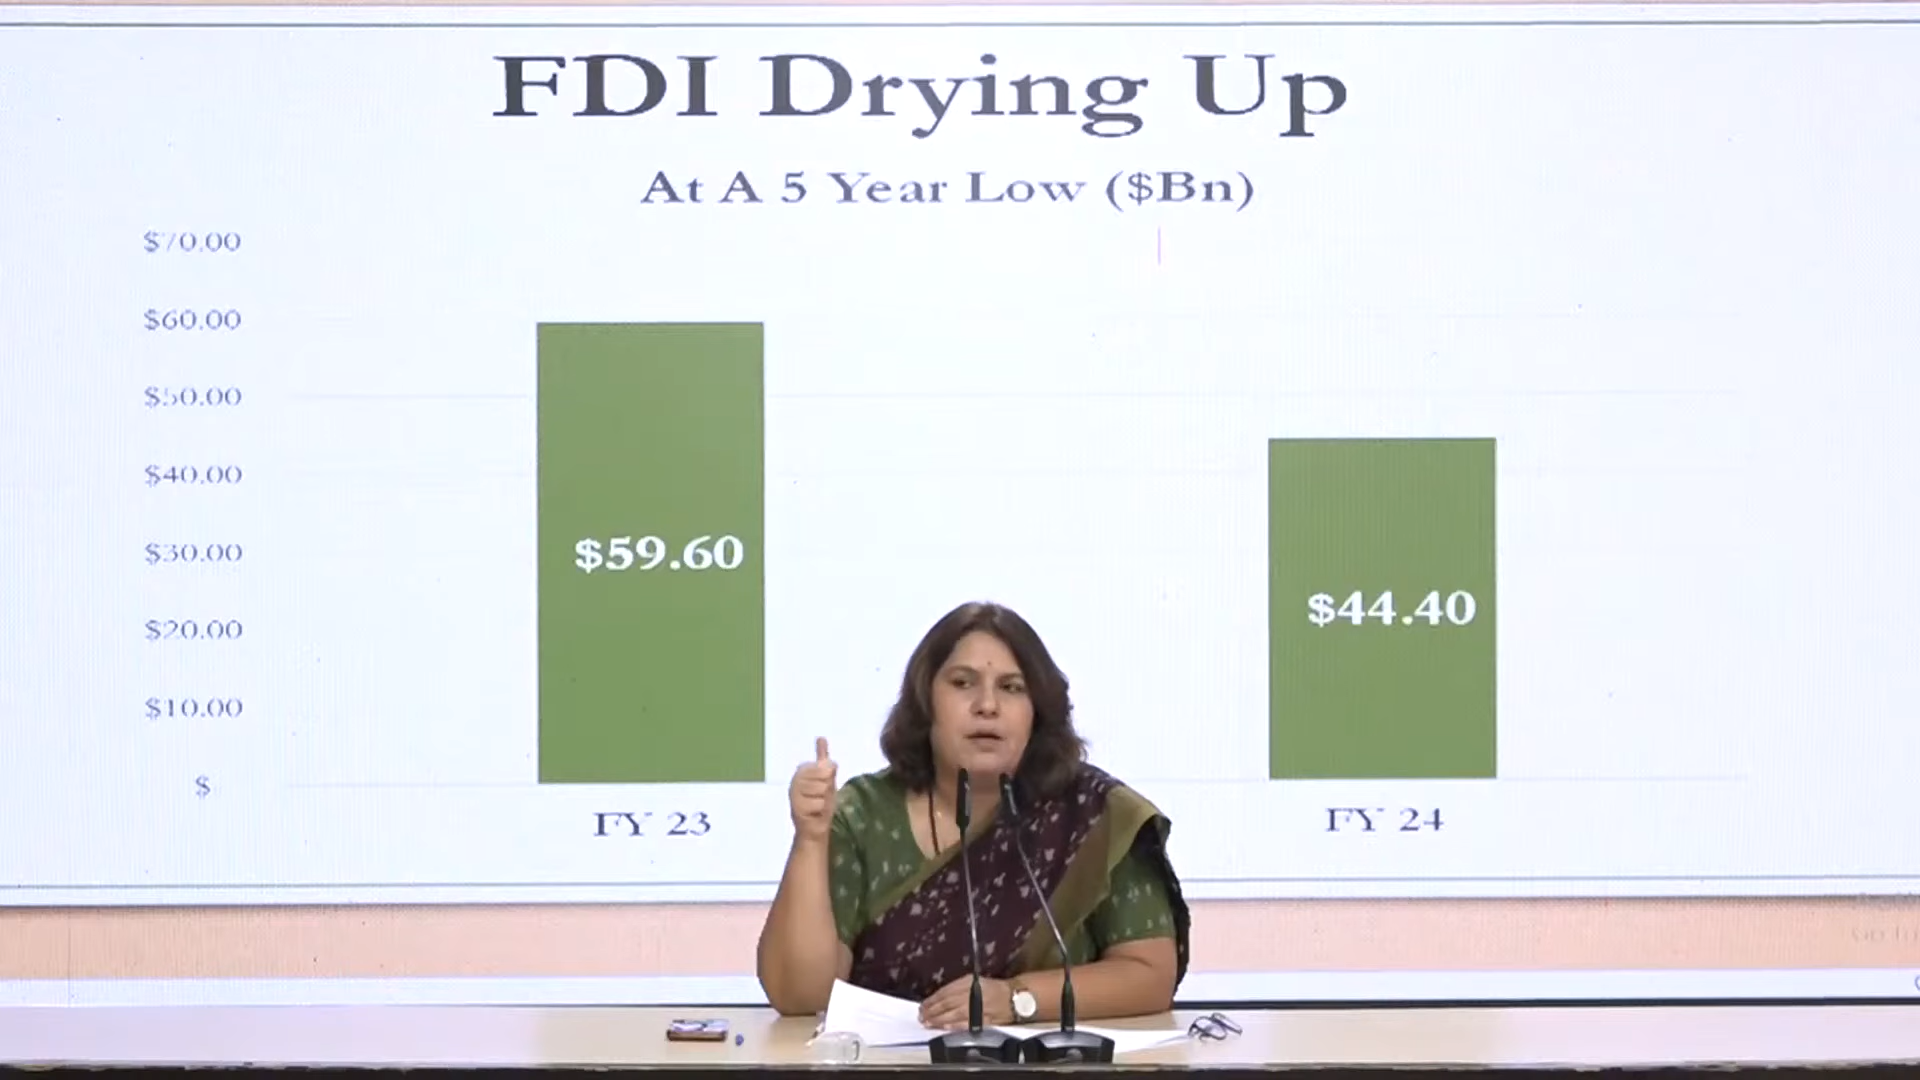 FDI Drying Up
At A 5 Year Low ($Bn)
$70.00
$60.00
$50.00
$40.00
$30.00
$20.00
$10.00
$
$59.60
$44.40
FY 23
FY 24